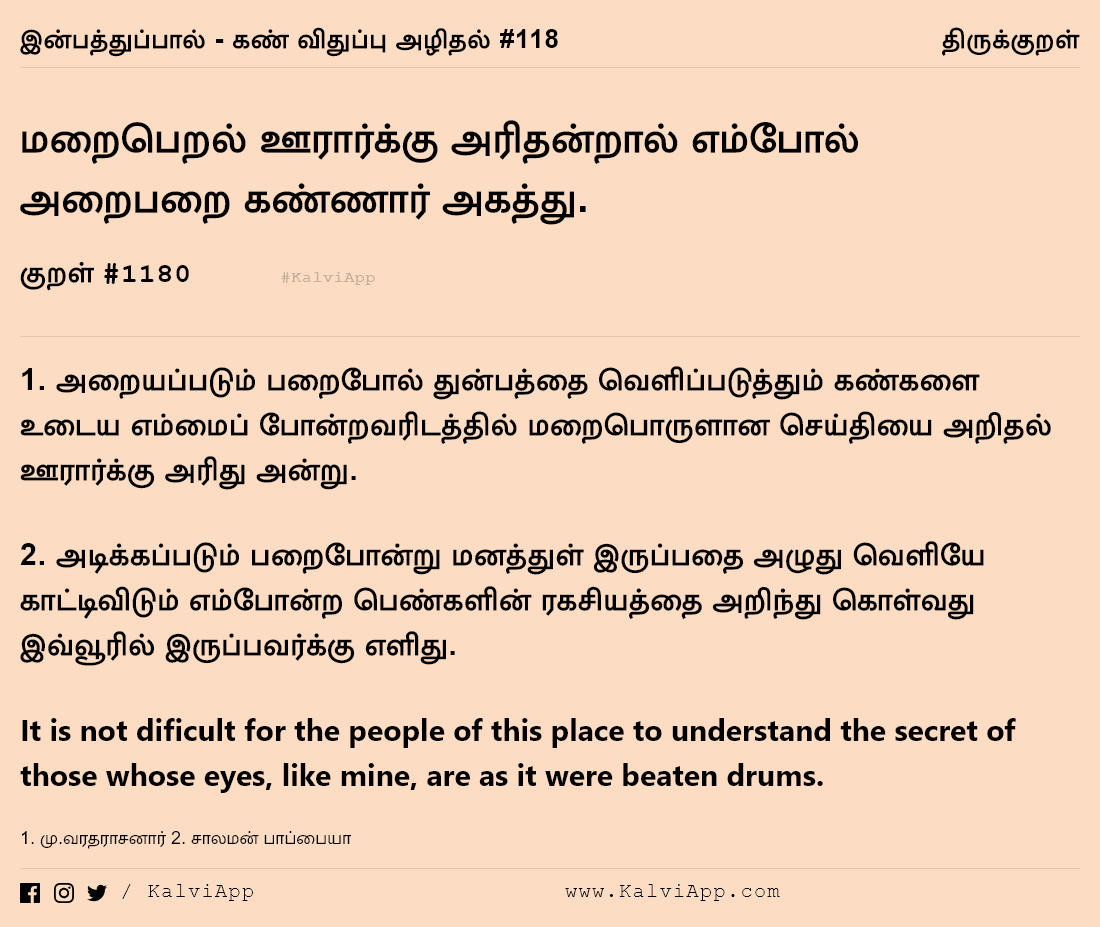 இன்பத்துப்பால் - கண் விதுப்பு அழிதல் #118
திருக்குறள்
மறைபெறல் ஊரார்க்கு அரிதன்றால் எம்போல்
அறைபறை கண்ணார் அகத்து.
குறள் #1180
#KalviApp
1. அறையப்படும் பறைபோல் துன்பத்தை வெளிப்படுத்தும் கண்களை
உடைய எம்மைப் போன்றவரிடத்தில் மறைபொருளான செய்தியை அறிதல்
ஊரார்க்கு அரிது அன்று.
2. அடிக்கப்படும் பறைபோன்று மனத்துள் இருப்பதை அழுது வெளியே
காட்டிவிடும் எம்போன்ற பெண்களின் ரகசியத்தை அறிந்து கொள்வது
இவ்வூரில் இருப்பவர்க்கு எளிது.
It is not dificult for the people of this place to understand the secret of
those whose eyes, like mine, are as it were beaten drums.
1. மு.வரதராசனார் 2. சாலமன் பாப்பையா
/ KalviApp
www.KalviApp.com